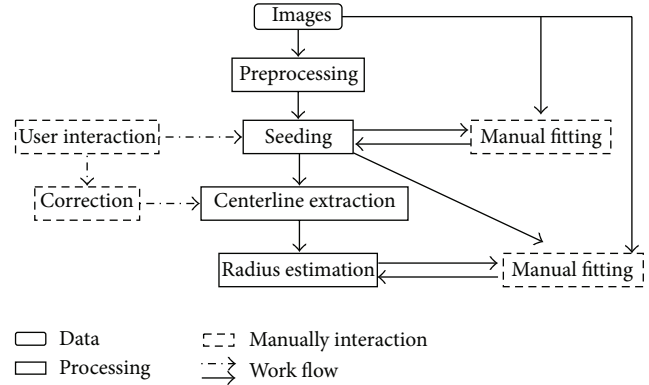 Images
Preprocessing
User interaction
Seeding
Manual fitting
Correction
Centerline extraction
Radius estimation
Manual fitting
Data
Manually interaction
Processing
Work flow